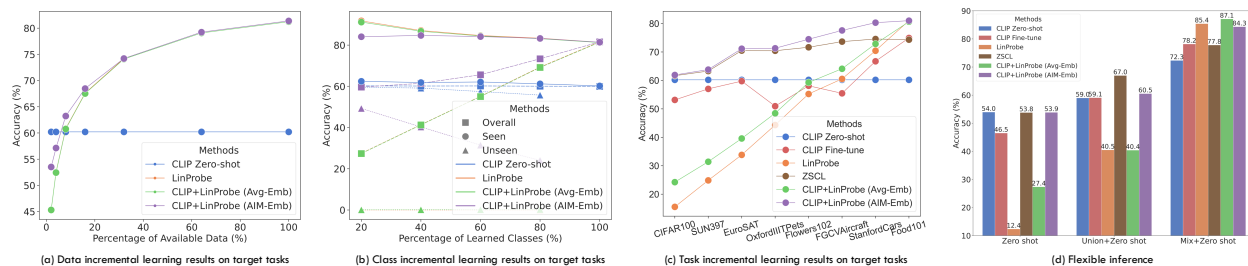 80
75
70
65
60
55
50
45
Accuracy (%)
0
20
40
60
80
100
Percentage of Available Data (%)
Methods
CLIP Zero-shot
LinProbe
CLIP+LinProbe (Avg-Emb)
CLIP+LinProbe (AIM-Emb)
(a) Data incremental learning results on target tasks
80
60
40
20
0
Accuracy (%)
20
40
60
80
100
Percentage of Learned Classes (%)
Methods
Overall
Seen
Unseen
CLIP Zero-shot
LinProbe
CLIP+LinProbe (Avg-Emb)
CLIP+LinProbe (AIM-Emb)
(b) Class incremental learning results on target tasks
80
70
60
50
40
30
20
Accuracy (%)
CIFAR100
SUN397
EuroSAT
OxfordIIITPets
Flowers102
FGCVAircraft
StanfordCars
Food101
Methods
CLIP Zero-shot
CLIP Fine-tune
LinProbe
ZSCL
CLIP+LinProbe (Avg-Emb)
CLIP+LinProbe (AIM-Emb)
(c) Task incremental learning results on target tasks
90
80
70
60
50
40
30
20
10
Accuracy (%)
Methods
CLIP Zero-shot
CLIP Fine-tune
LinProbe
ZSCL
CLIP+LinProbe (Avg-Emb)
CLIP+LinProbe (AIM-Emb)
54.0
46.5
12.4
53.8
27.4
53.9
59.0
59.1
40.5
67.0
40.4
60.5
72.3
78.2
85.4
77.8
87.1
84.3
Zero shot
Union+Zero shot
Mix+Zero shot
(d) Flexible inference